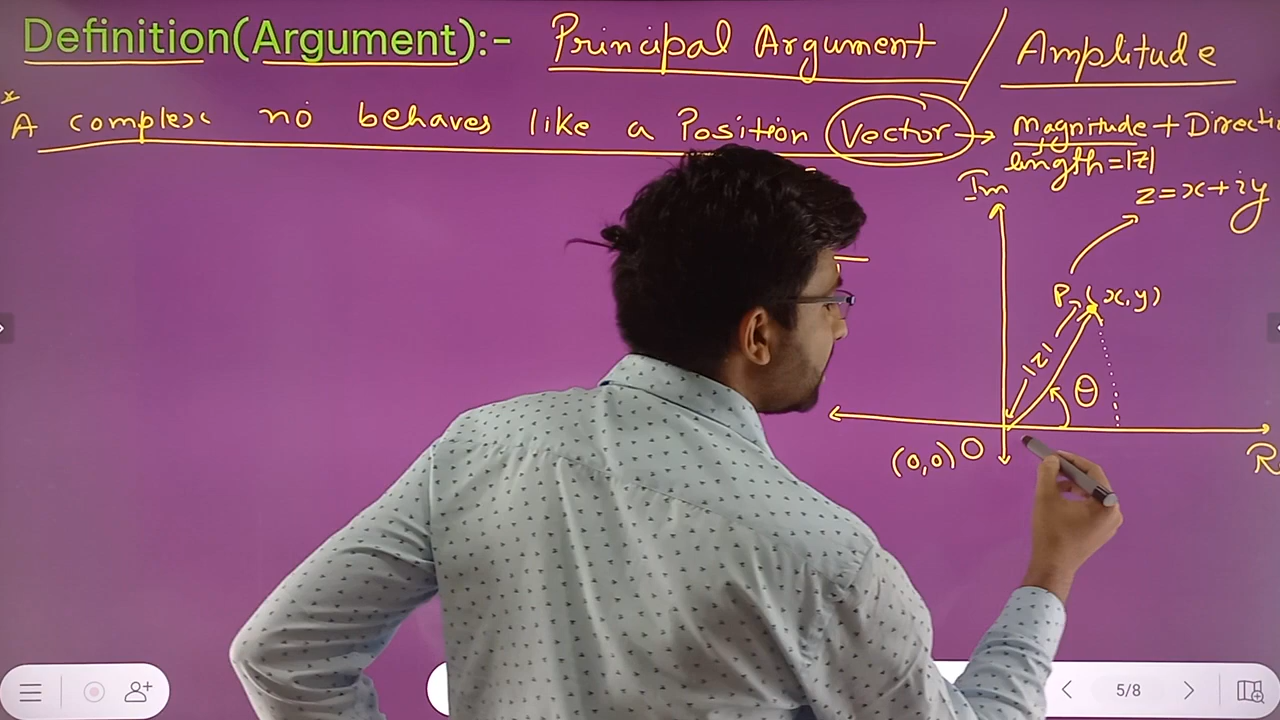 Definition(Argument):- Principal Argument / Amplitude
A complex no behaves like a Position Vector → Magnitude + Directi
length=|z|
Im
z=x+iy
P (x,y)
|z|
θ
(0,0) O
R
5/8